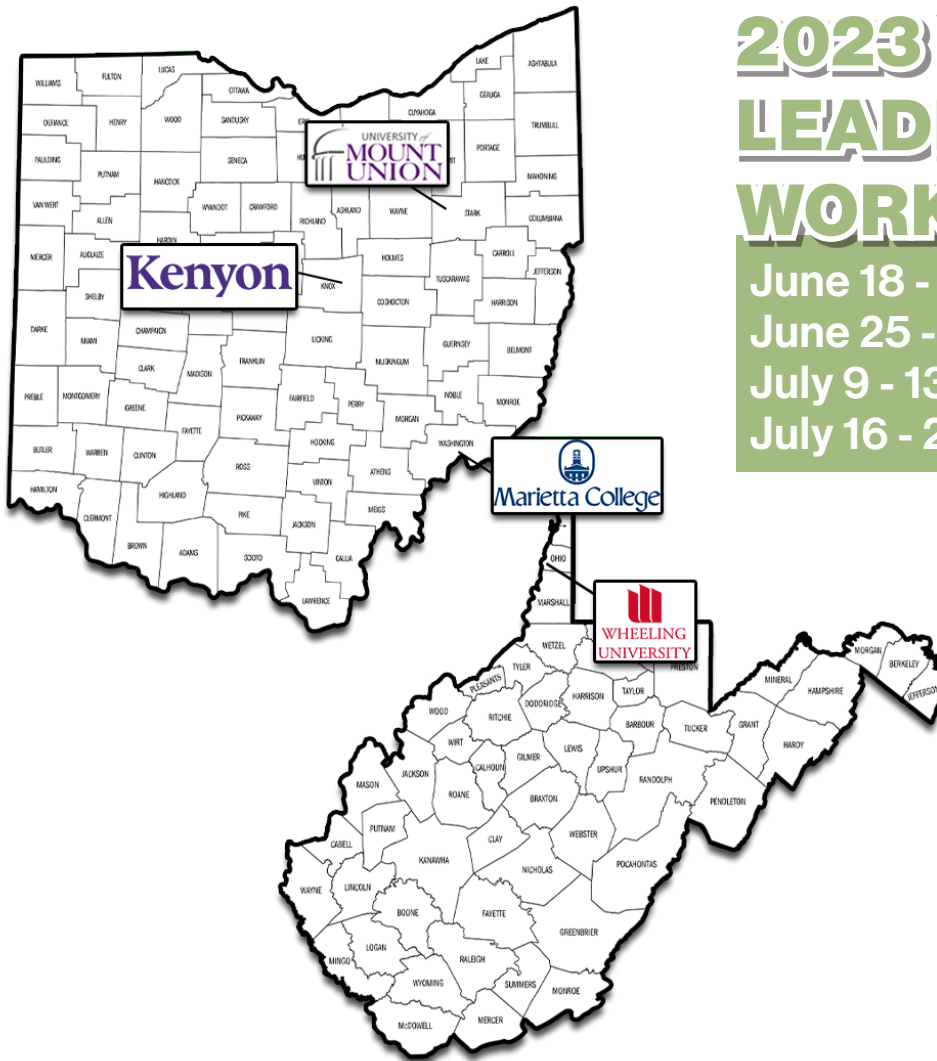 2023
LEAD
WORK
June 18 -
June 25 -
July 9 - 13
July 16 - 2
WILLIAMS
FULTON
LUCAS
OTTAWA
LAKE
ASHTABULA
GEAUGA
CUYAHOGA
DEFIANCE
HENRY
WOOD
SANDUSKY
TRUMBULL
UNIVERSITY of
MOUNT
UNION
PORTAGE
PAULDING
PUTNAM
HANCOCK
SENECA
MAHONING
VAN WERT
ALLEN
WYANDOT
CRAWFORD
RICHLAND
ASHLAND
WAYNE
STARK
COLUMBIANA
HARDIN
MERCER
AUGLAIZE
Kenyon
KNOX
HOLMES
TUSCARAWAS
CARROLL
JEFFERSON
SHELBY
COSHOCTON
HARRISON
DARKE
MIAMI
CHAMPAIGN
CLARK
MADISON
FRANKLIN
LICKING
MUSKINGUM
GUERNSEY
BELMONT
PREBLE
MONTGOMERY
GREENE
FAYETTE
PICKAWAY
FAIRFIELD
PERRY
MORGAN
NOBLE
MONROE
BUTLER
WARREN
CLINTON
ROSS
HOCKING
VINTON
ATHENS
WASHINGTON
HAMILTON
CLERMONT
HIGHLAND
PIKE
JACKSON
MEIGS
BROWN
ADAMS
SCIOTO
GALLIA
LAWRENCE
Marietta College
OHIO
MARSHALL
WHEELING
UNIVERSITY
WETZEL
PRESTON
MORGAN
BERKELEY
JEFFERSON
TYLER
PLEASANTS
WOOD
RITCHIE
DODDRIDGE
HARRISON
TAYLOR
MINERAL
HAMPSHIRE
BARBOUR
TUCKER
GRANT
HARDY
WIRT
CALHOUN
GILMER
LEWIS
UPSHUR
RANDOLPH
PENDLETON
MASON
JACKSON
ROANE
BRAXTON
PUTNAM
CABELL
KANAWHA
CLAY
WEBSTER
NICHOLAS
POCAHONTAS
WAYNE
LINCOLN
BOONE
FAYETTE
GREENBRIER
LOGAN
MINGO
RALEIGH
WYOMING
SUMMERS
MONROE
McDOWELL
MERCER